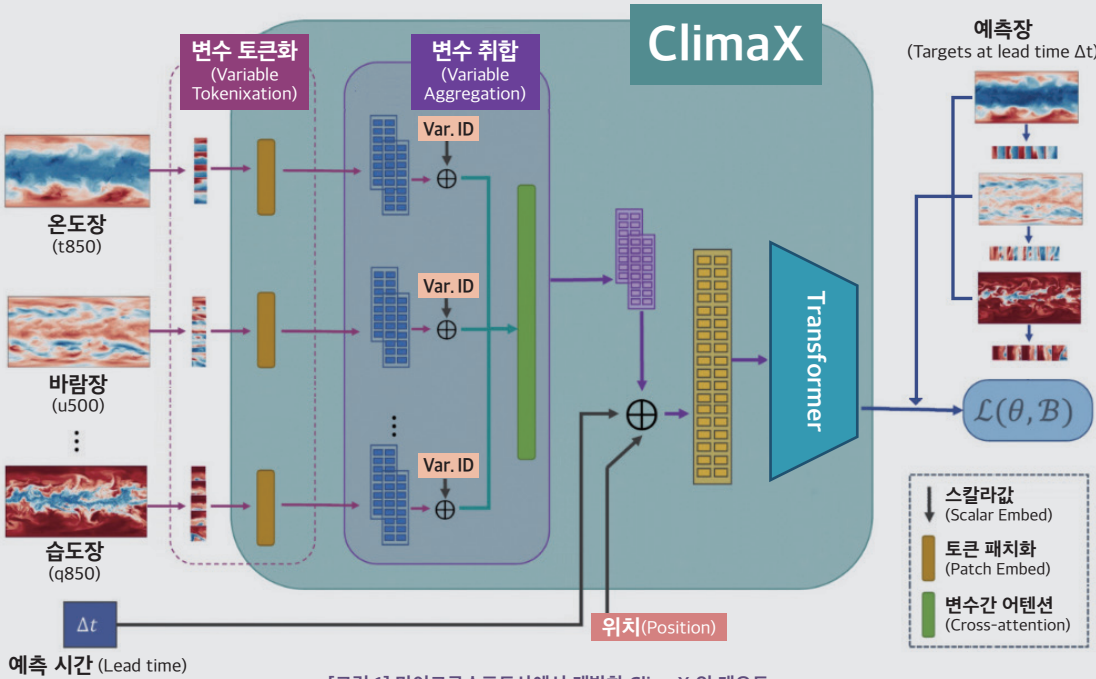 ClimaX
변수 토큰화
(Variable
Tokenixation)
변수 취합
(Variable
Aggregation)
예측장
(Targets at lead time Δt)
Var. ID
온도장
(t850)
Var. ID
바람장
(u500)
⋮
⋮
Var. ID
습도장
(q850)
Transformer
ℒ(θ, ℬ)
스칼라값
(Scalar Embed)
토큰 패치화
(Patch Embed)
변수간 어텐션
(Cross-attention)
Δt
위치(Position)
예측 시간 (Lead time)